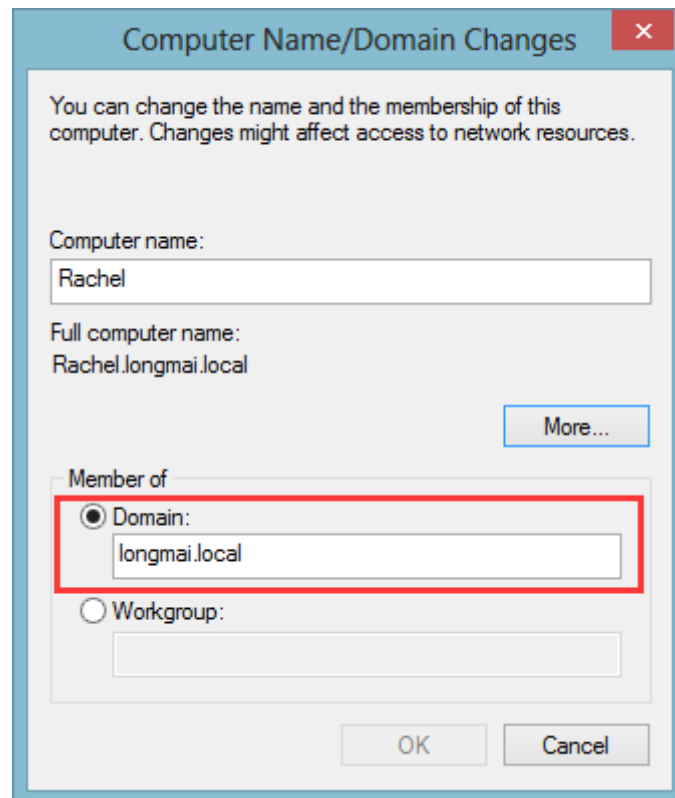 Computer Name/Domain Changes
You can change the name and the membership of this
computer. Changes might affect access to network resources.
Computer name:
Rachel
Full computer name:
Rachel.longmai.local
More...
Member of
Domain:
longmai.local
Workgroup:
OK Cancel